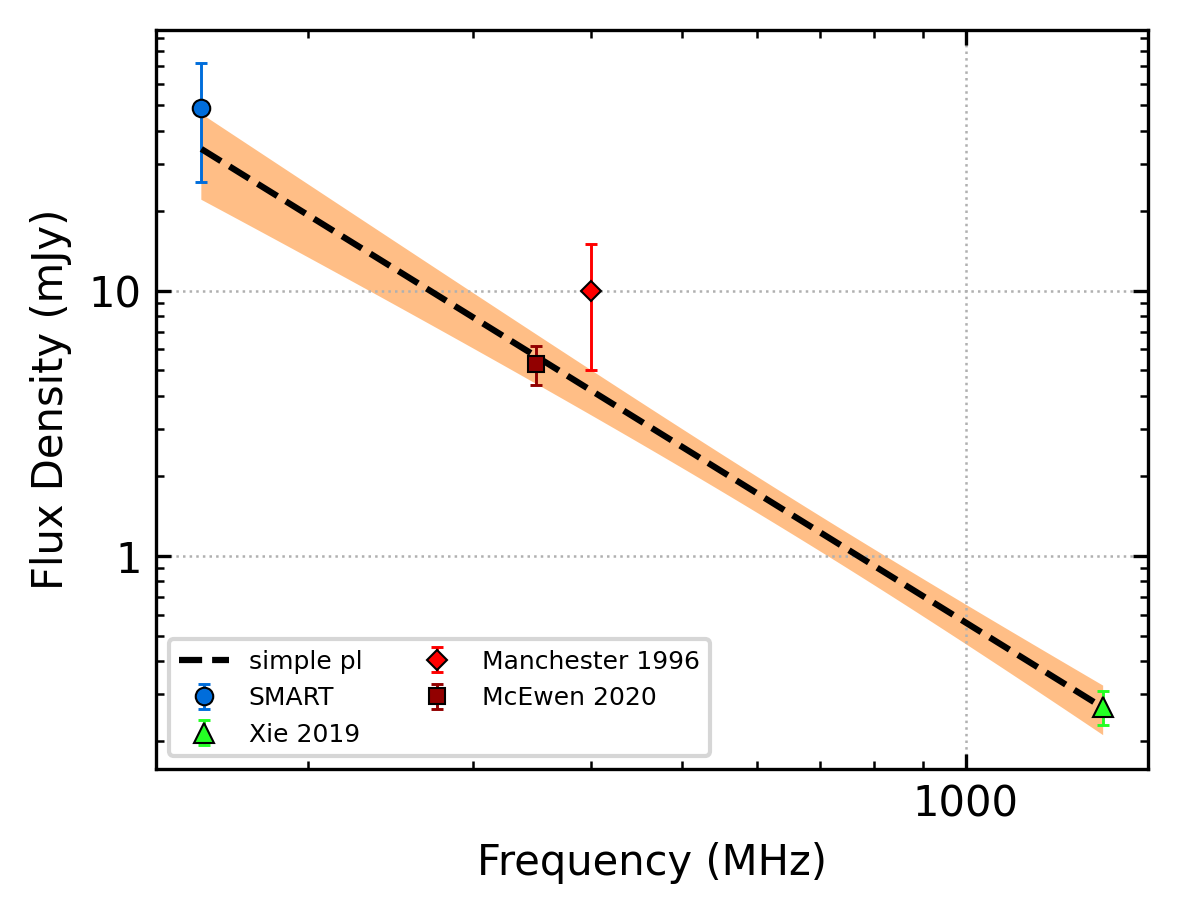 Flux Density (mJy)
10
1
simple pl
SMART
Xie 2019
Manchester 1996
McEwen 2020
1000
Frequency (MHz)